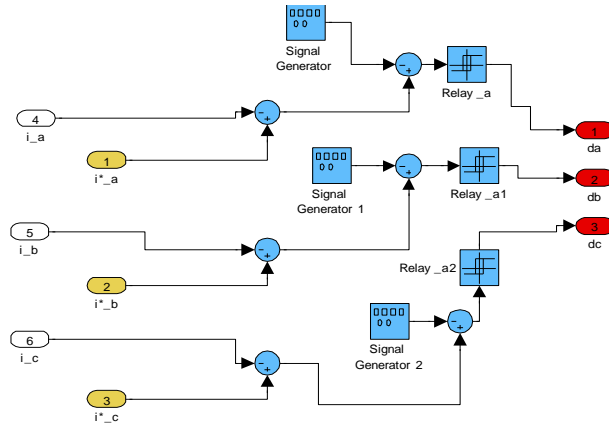 Signal
Generator
Relay _a
4
i_a
1
i*_a
1
da
Signal
Generator 1
Relay _a1
2
db
5
i_b
2
i*_b
3
dc
Relay _a2
Signal
Generator 2
6
i_c
3
i*_c